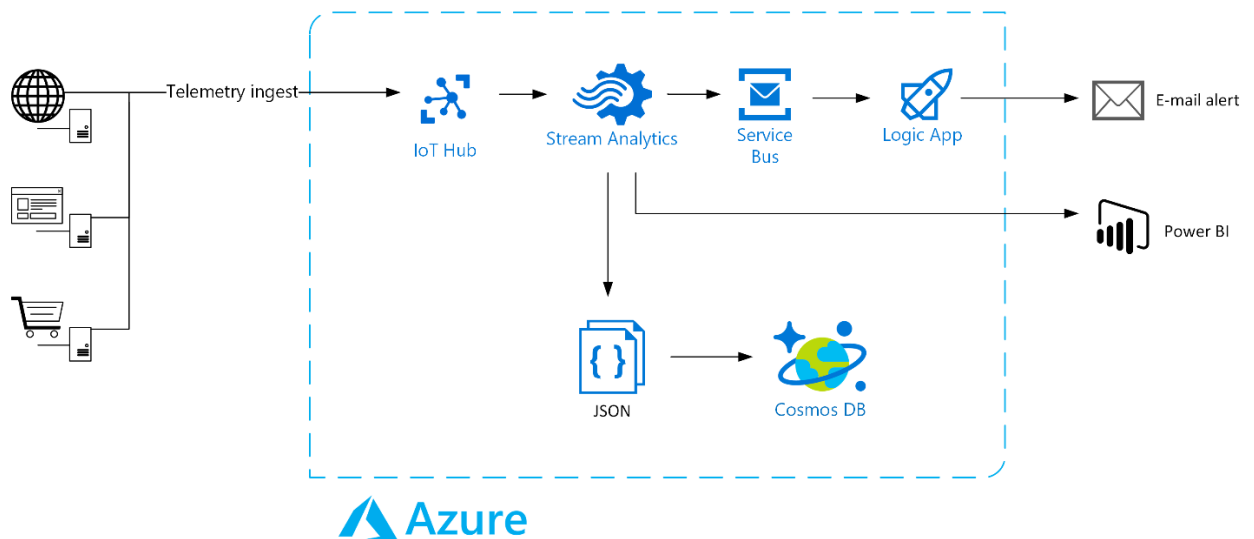 Telemetry ingest
IoT Hub
Stream Analytics
Service
Bus
Logic App
E-mail alert
Power BI
{ }
JSON
Cosmos DB
Azure